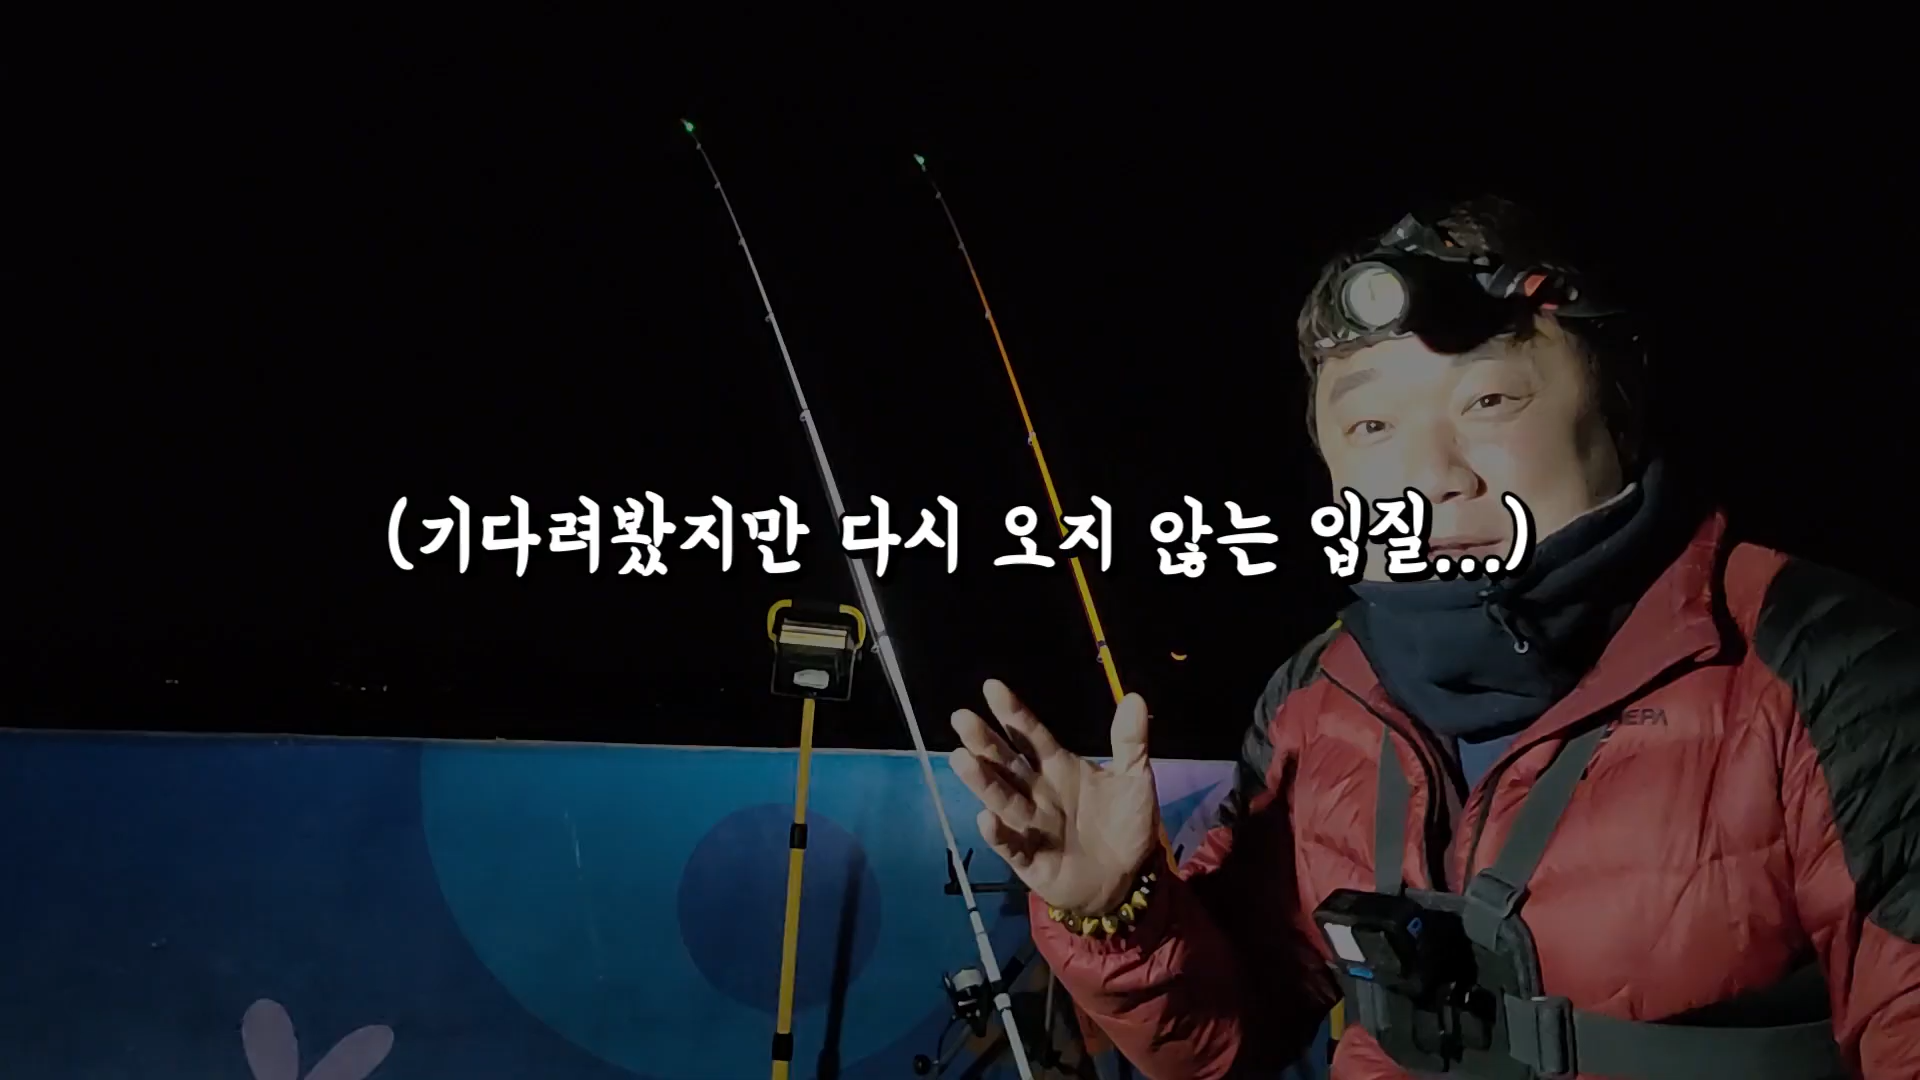 (기다려봤지만 다시 오지 않는 입질...)